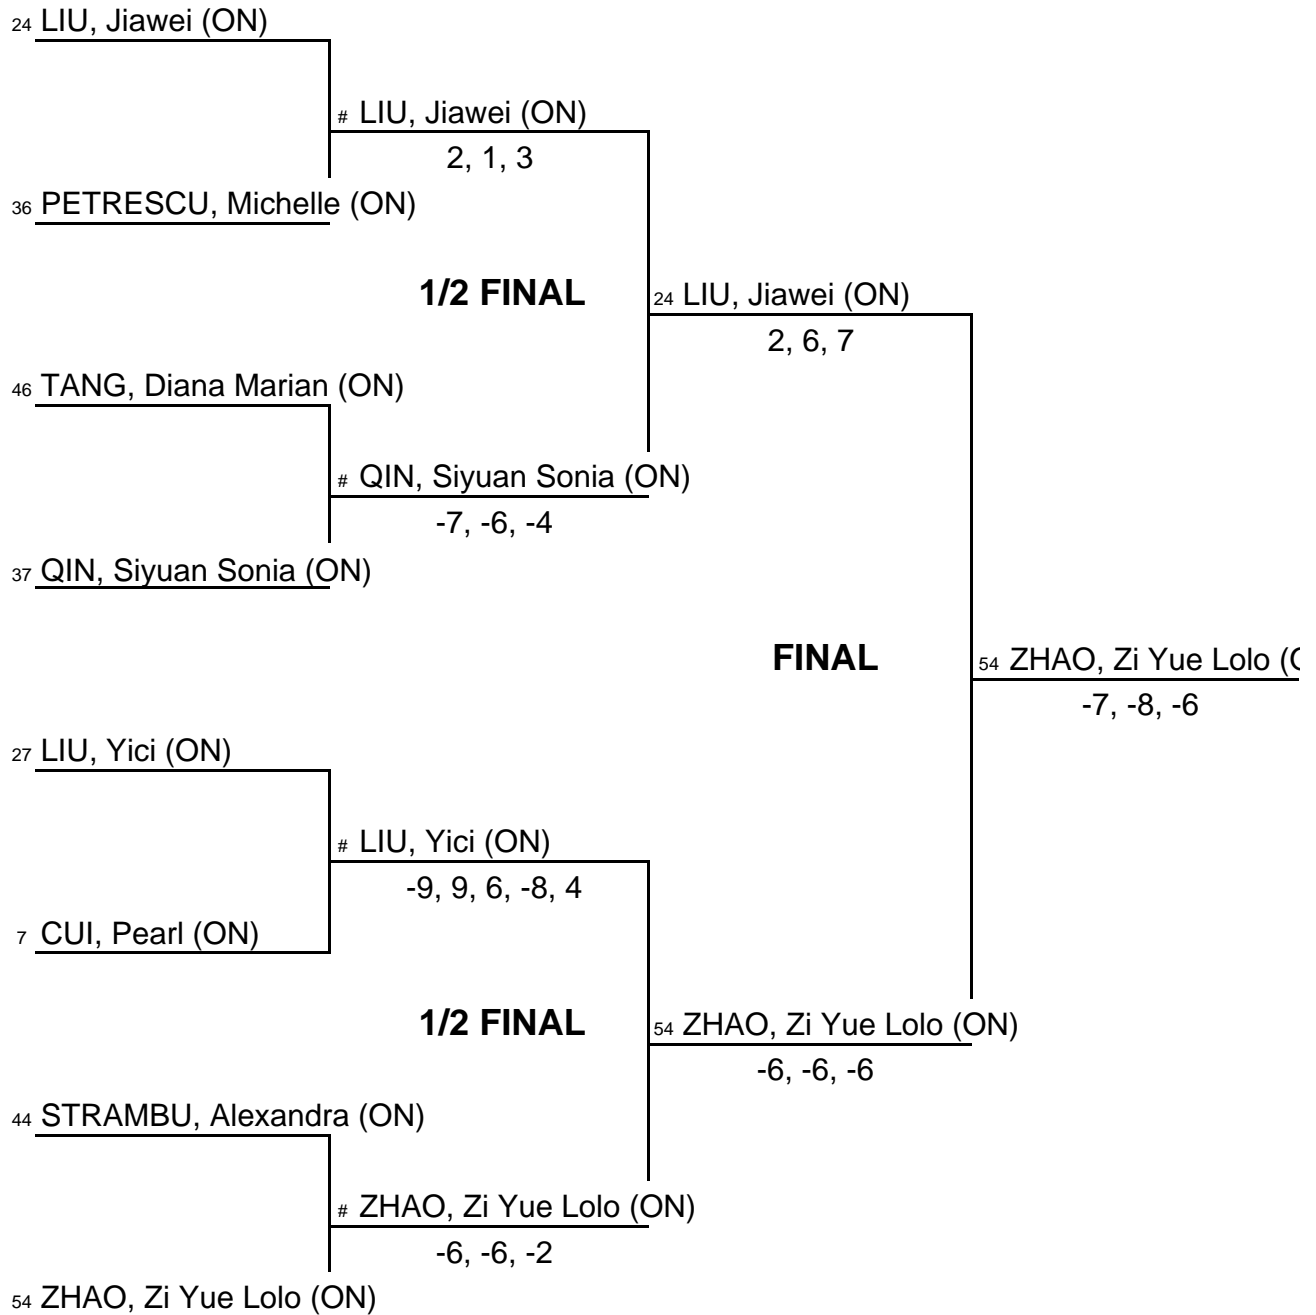 24 LIU, Jiawei (ON)
# LIU, Jiawei (ON)
2, 1, 3
36 PETRESCU, Michelle (ON)
1/2 FINAL
24 LIU, Jiawei (ON)
2, 6, 7
46 TANG, Diana Marian (ON)
# QIN, Siyuan Sonia (ON)
-7, -6, -4
37 QIN, Siyuan Sonia (ON)
FINAL
54 ZHAO, Zi Yue Lolo (
-7, -8, -6
27 LIU, Yici (ON)
# LIU, Yici (ON)
-9, 9, 6, -8, 4
7 CUI, Pearl (ON)
1/2 FINAL
54 ZHAO, Zi Yue Lolo (ON)
-6, -6, -6
44 STRAMBU, Alexandra (ON)
# ZHAO, Zi Yue Lolo (ON)
-6, -6, -2
54 ZHAO, Zi Yue Lolo (ON)